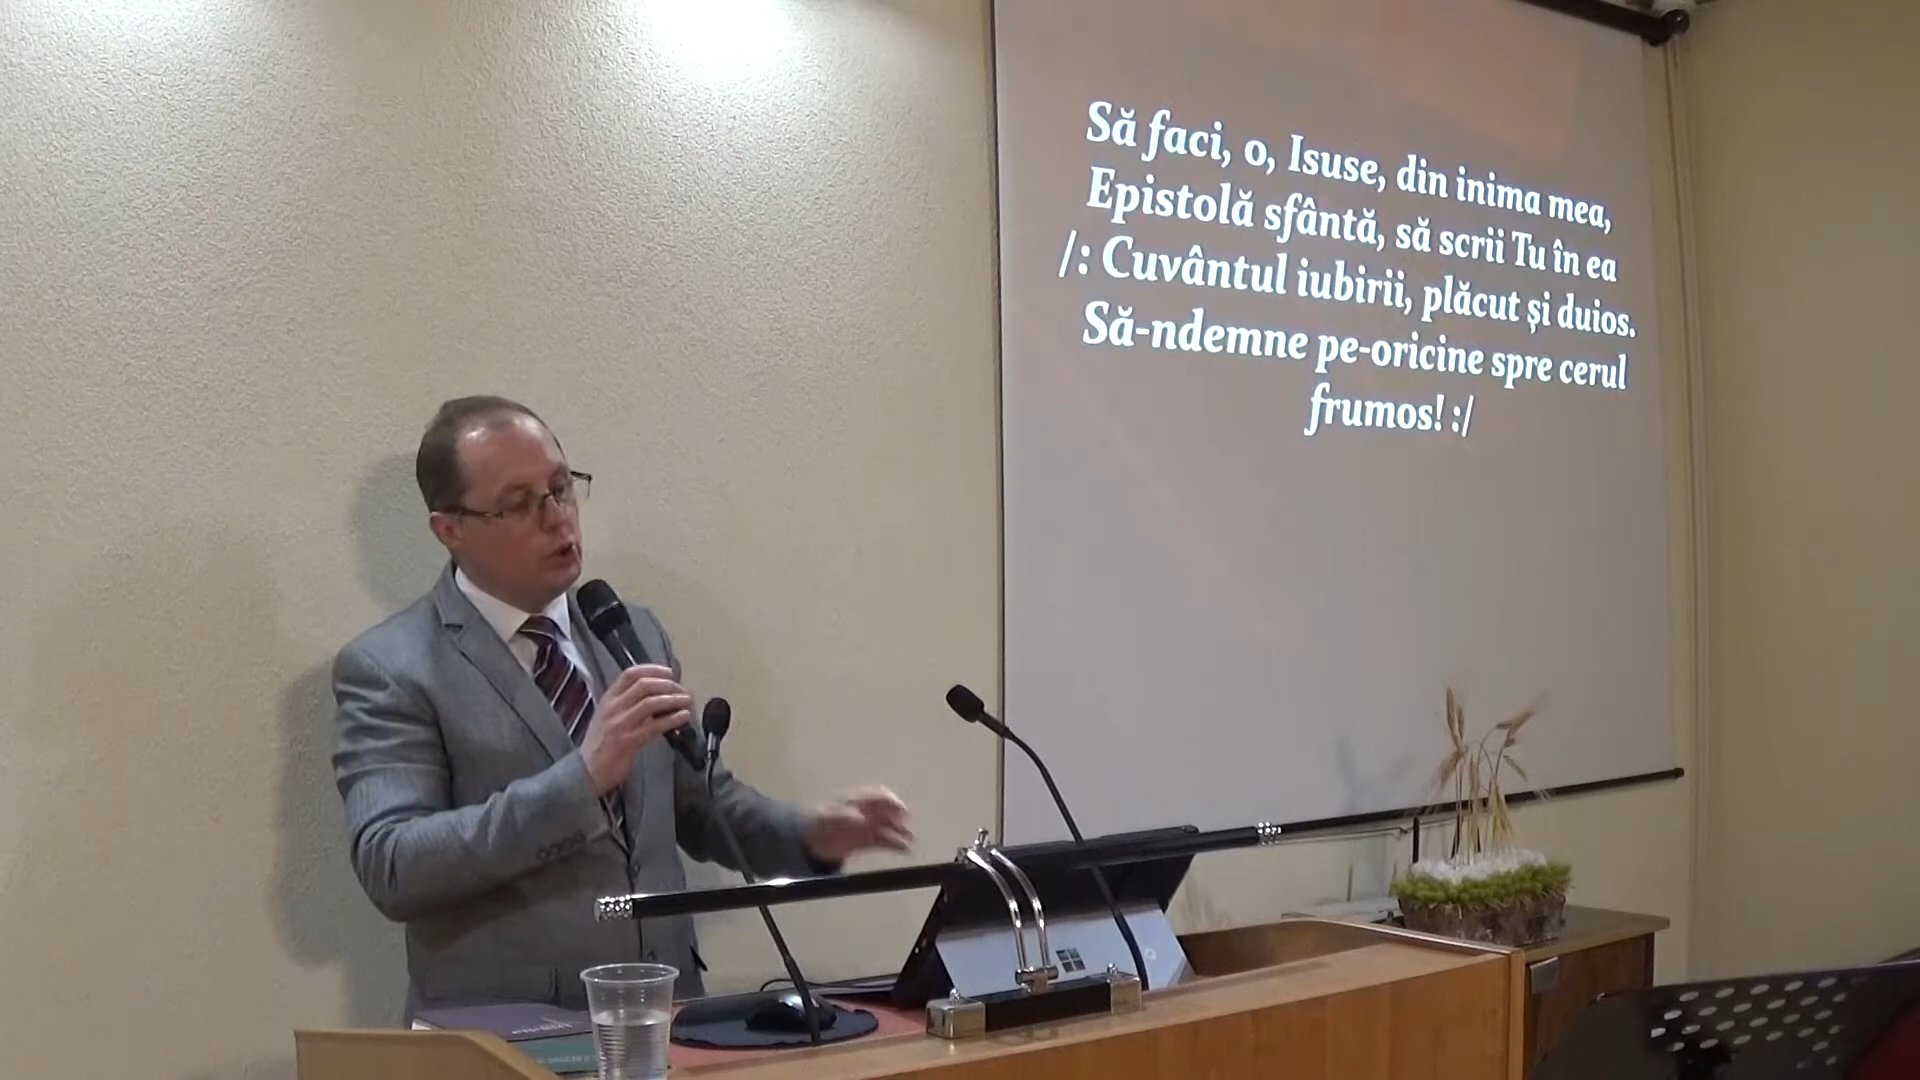 Să faci, o, Isuse, din inima mea,
Epistolă sfântă, să scrii Tu în ea
/: Cuvântul iubirii, plăcut și duios.
Să-ndemne pe-oricine spre cerul
frumos! :/